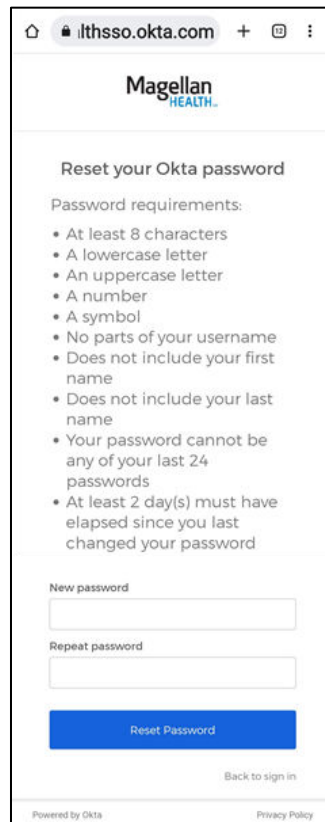 lthsso.okta.com + 12
Magellan
HEALTH
Reset your Okta password
Password requirements:
• At least 8 characters
• A lowercase letter
• An uppercase letter
• A number
• A symbol
• No parts of your username
• Does not include your first
name
• Does not include your last
name
• Your password cannot be
any of your last 24
passwords
• At least 2 day(s) must have
elapsed since you last
changed your password
New password
Repeat password
Reset Password
Back to sign in
Powered by Okta Privacy Policy